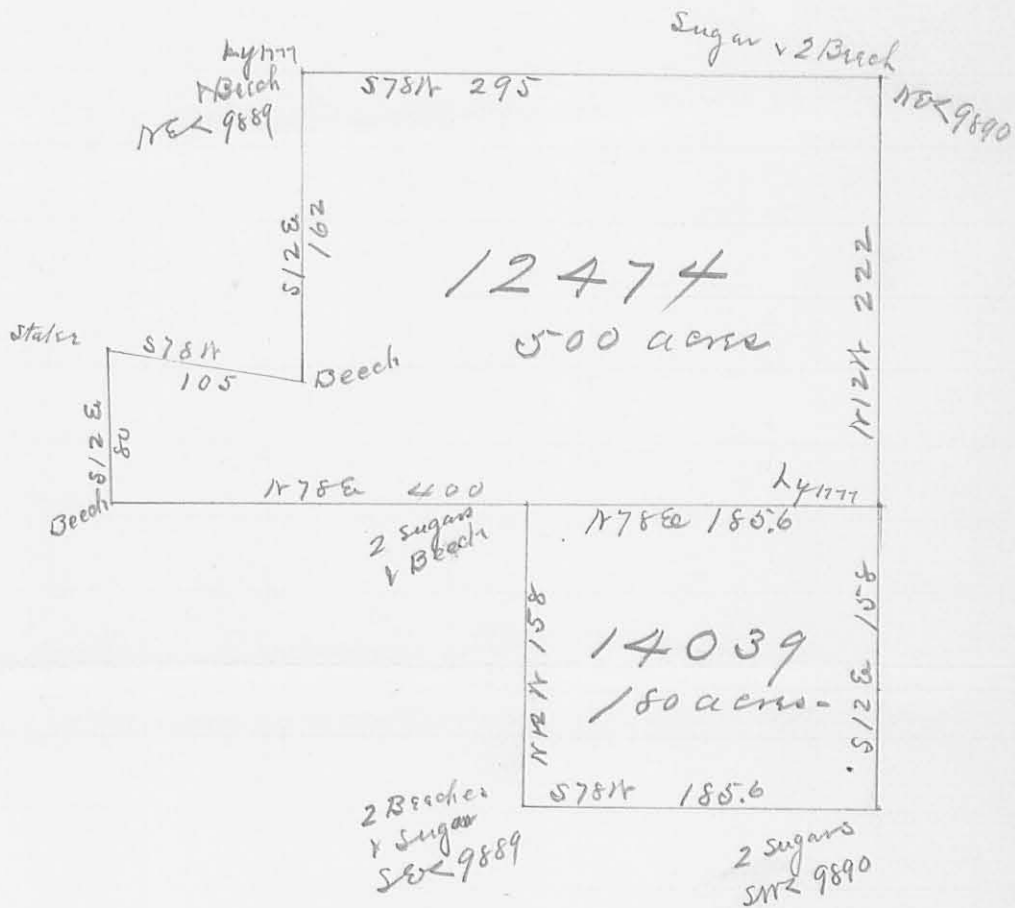 Sugar & 2 Beech
NE< 9890
Lynn
& Beech
NE< 9889
S78W 295
S12E
162
12474
500 acres
N12W 222
Stake
S78W
105
Beech
S12E
80
Beech
N78E 400
2 Sugars
& Beech
Lynn
N78E 185.6
N12W 158
14039
180 acres-
S12E 158
S78W 185.6
2 Beeches
& Sugar
SE< 9889
2 Sugars
SW< 9890